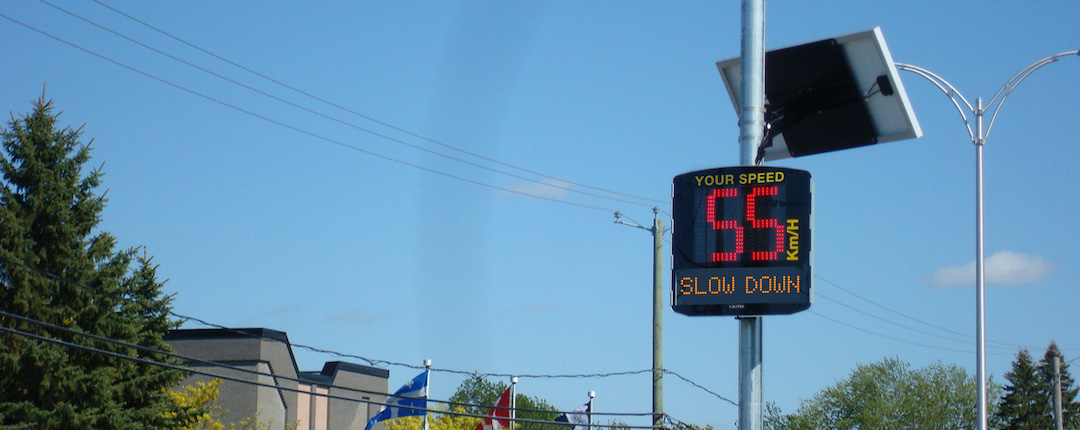 YOUR SPEED
55
Km/H
SLOW DOWN